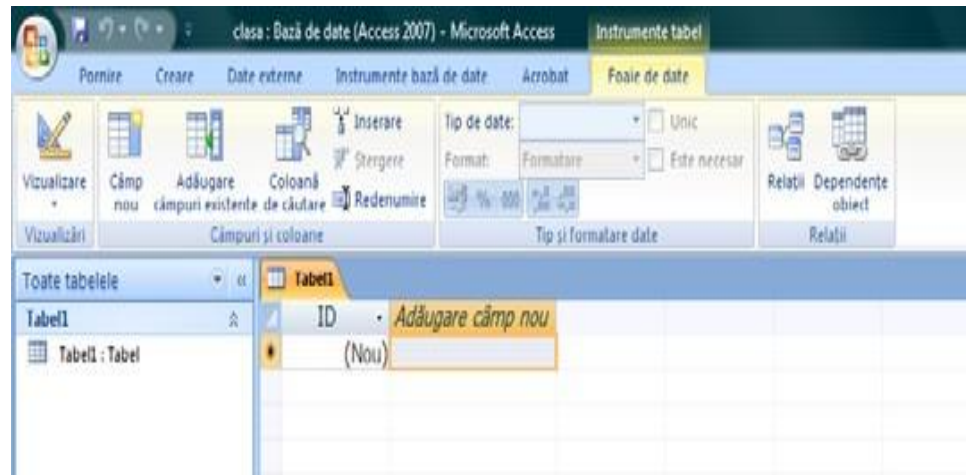 clasa : Bază de date (Access 2007) - Microsoft Access Instrumente tabel
Pornire Creare Date externe Instrumente bază de date Acrobat Foaie de date
Vizualizare
Câmp nou
Adăugare câmpuri existente
Coloană de căutare
Inserare
Ștergere
Redenumire
Tip de date: Unic
Format: Formatare Este necesar
% 000
Relații
Dependențe obiect
Vizualizări Câmpuri și coloane Tip și formatare date Relații
Toate tabelele
Tabel1
Tabel1 : Tabel
Tabel1
ID Adăugare câmp nou
(Nou)